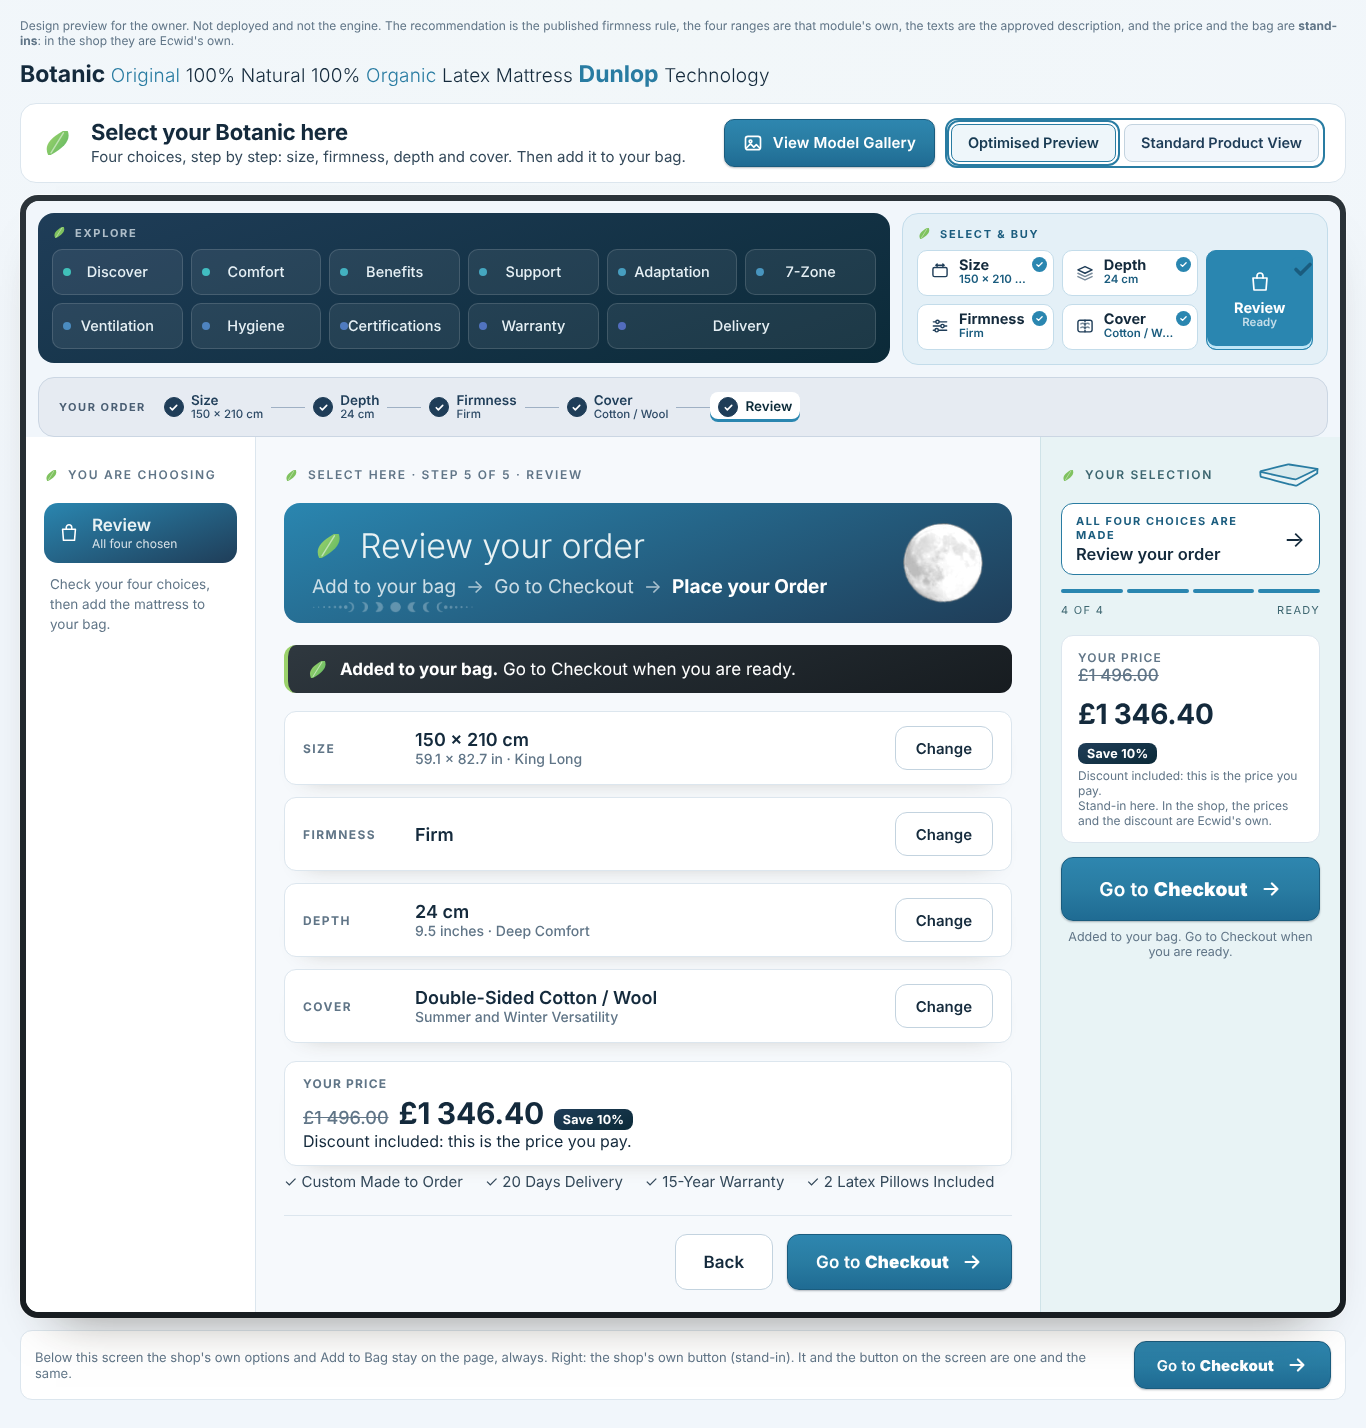 Design preview for the owner. Not deployed and not the engine. The recommendation is the published firmness rule, the four ranges are that module's own, the texts are the approved description, and the price and the bag are stand-
ins: in the shop they are Ecwid's own.
Botanic Original 100% Natural 100% Organic Latex Mattress Dunlop Technology
Select your Botanic here
Four choices, step by step: size, firmness, depth and cover. Then add it to your bag.
View Model Gallery
Optimised Preview
Standard Product View
EXPLORE
Discover
Comfort
Benefits
Support
Adaptation
7-Zone
Ventilation
Hygiene
Certifications
Warranty
Delivery
SELECT & BUY
Size
150 × 210 ...
Depth
24 cm
Firmness
Firm
Cover
Cotton / W...
Review
Ready
YOUR ORDER
Size
150 × 210 cm
Depth
24 cm
Firmness
Firm
Cover
Cotton / Wool
Review
YOU ARE CHOOSING
Review
All four chosen
Check your four choices,
then add the mattress to
your bag.
SELECT HERE · STEP 5 OF 5 · REVIEW
Review your order
Add to your bag → Go to Checkout → Place your Order
Added to your bag. Go to Checkout when you are ready.
SIZE
150 × 210 cm
59.1 × 82.7 in · King Long
Change
FIRMNESS
Firm
Change
DEPTH
24 cm
9.5 inches · Deep Comfort
Change
COVER
Double-Sided Cotton / Wool
Summer and Winter Versatility
Change
YOUR PRICE
£1 496.00 £1 346.40 Save 10%
Discount included: this is the price you pay.
✓ Custom Made to Order ✓ 20 Days Delivery ✓ 15-Year Warranty ✓ 2 Latex Pillows Included
Back
Go to Checkout →
YOUR SELECTION
ALL FOUR CHOICES ARE
MADE
Review your order →
4 OF 4
READY
YOUR PRICE
£1 496.00
£1 346.40
Save 10%
Discount included: this is the price you
pay.
Stand-in here. In the shop, the prices
and the discount are Ecwid's own.
Go to Checkout →
Added to your bag. Go to Checkout when
you are ready.
Below this screen the shop's own options and Add to Bag stay on the page, always. Right: the shop's own button (stand-in). It and the button on the screen are one and the
same.
Go to Checkout →